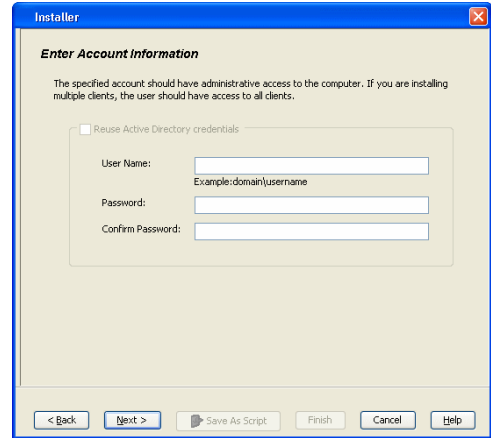 Installer
Enter Account Information
The specified account should have administrative access to the computer. If you are installing
multiple clients, the user should have access to all clients.
Reuse Active Directory credentials
User Name:
Example:domain\username
Password:
Confirm Password:
< Back Next > Save As Script Finish Cancel Help